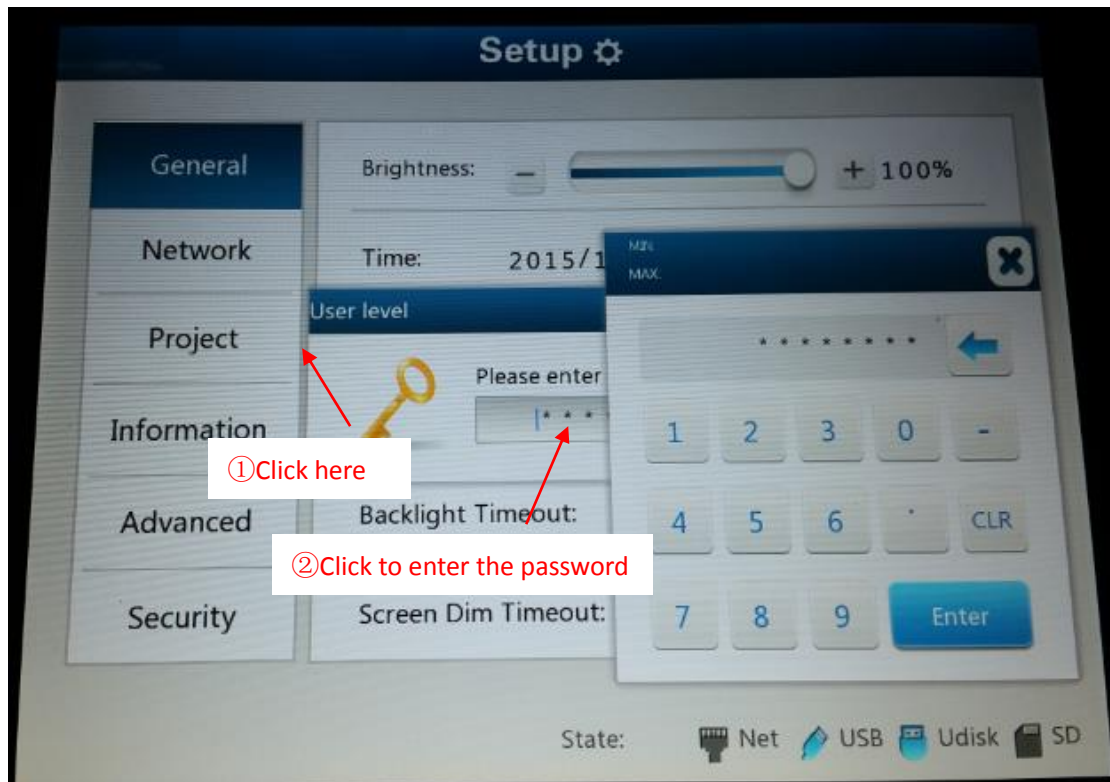 Setup
General
Brightness: - + 100%
Network
Time: 2015/1
MIN.
MAX.
User level
Project
Please enter
* * * * * * * *
* * * *
Information
1 2 3 0 -
①Click here
Advanced
Backlight Timeout:
4 5 6 . CLR
②Click to enter the password
Security
Screen Dim Timeout:
7 8 9 Enter
State: Net USB Udisk SD